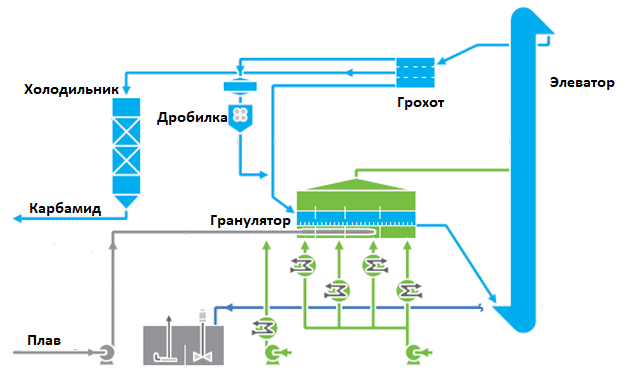 Холодильник
Элеватор
Грохот
Дробилка
Карбамид
Гранулятор
Плав